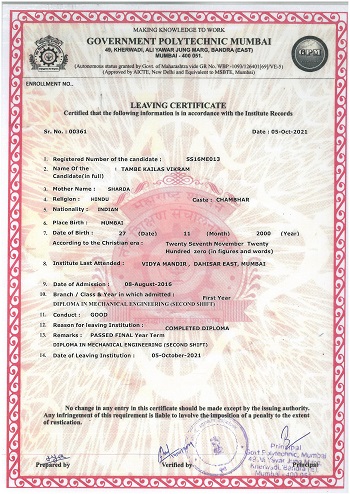 MAKING KNOWLEDGE TO WORK
GOVERNMENT POLYTECHNIC MUMBAI
49, KHERWADI, ALI YAWAR JUNG MARG, BANDRA (EAST)
MUMBAI - 400 051.
(Autonomous status granted by Govt. of Maharashtra vide GR No. WBP -1093/126401[69]/VE-5)
(Approved by AICTE, New Delhi and Equivalent to MSBTE, Mumbai)
GPM
ENROLLMENT NO.
LEAVING CERTIFICATE
Certified that the following information is in accordance with the Institute Records
Sr. No. : 00361 Date : 05-Oct-2021
1. Registered Number of the candidate : SS16ME013
2. Name Of the : TAMBE KAILAS VIKRAM
Candidate(in full)
3. Mother Name : SHARDA
4. Religion : HINDU Caste : CHAMBHAR
5. Nationality : INDIAN
6. Place Birth : MUMBAI
7. Date of Birth : 27 (Date) 11 (Month) 2000 (Year)
According to the Christian era : Twenty Seventh November Twenty
Hundred zero (in figures and words)
8. Institute Last Attended : VIDYA MANDIR , DAHISAR EAST, MUMBAI
9. Date of Admission : 08-August-2016
10. Branch / Class & Year in which admitted : First Year
DIPLOMA IN MECHANICAL ENGINEERING (SECOND SHIFT)
11. Conduct : GOOD
12. Reason for leaving Institution : COMPLETED DIPLOMA
13. Remarks : PASSED FINAL Year Term
DIPLOMA IN MECHANICAL ENGINEERING (SECOND SHIFT)
14. Date of Leaving Institution : 05-October-2021
No change in any entry in this certificate should be made except by the issuing authority.
Any infringement of this requirement is liable to involve the imposition of a penalty to the extent
of rustication.
Principal
Govt Polytechnic, Mumbai
49, Ali Yawar Jung Marg
Kherwadi, Bandra (E)
Mumbai - 400 051
Prepared by Verified by Principal